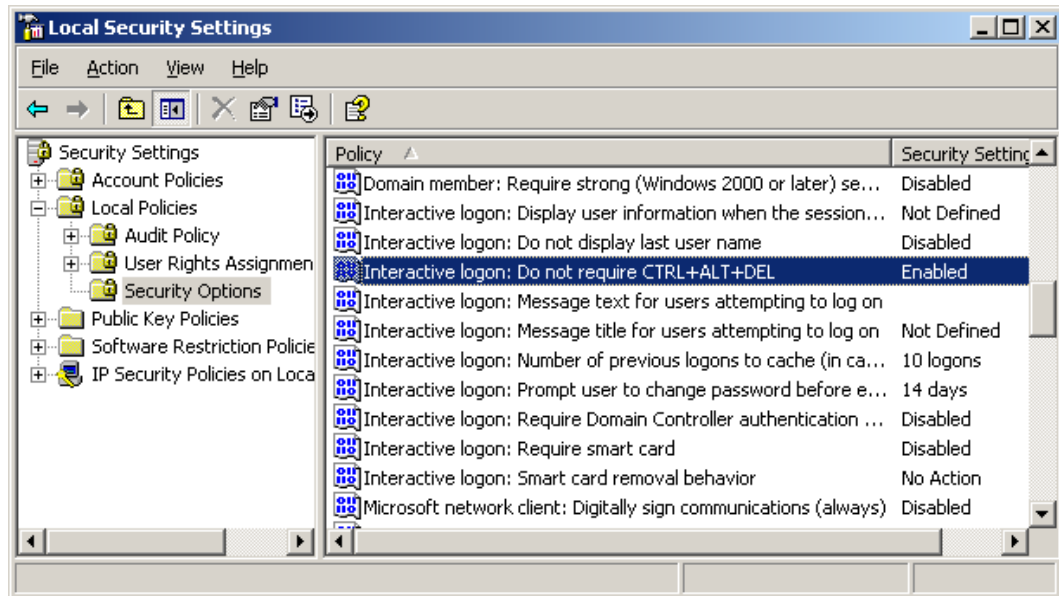 Local Security Settings
File Action View Help
Security Settings
Account Policies
Local Policies
Audit Policy
User Rights Assignmen
Security Options
Public Key Policies
Software Restriction Policie
IP Security Policies on Loca
Policy Security Setting
Domain member: Require strong (Windows 2000 or later) se... Disabled
Interactive logon: Display user information when the session... Not Defined
Interactive logon: Do not display last user name Disabled
Interactive logon: Do not require CTRL+ALT+DEL Enabled
Interactive logon: Message text for users attempting to log on
Interactive logon: Message title for users attempting to log on Not Defined
Interactive logon: Number of previous logons to cache (in ca... 10 logons
Interactive logon: Prompt user to change password before e... 14 days
Interactive logon: Require Domain Controller authentication ... Disabled
Interactive logon: Require smart card Disabled
Interactive logon: Smart card removal behavior No Action
Microsoft network client: Digitally sign communications (always) Disabled